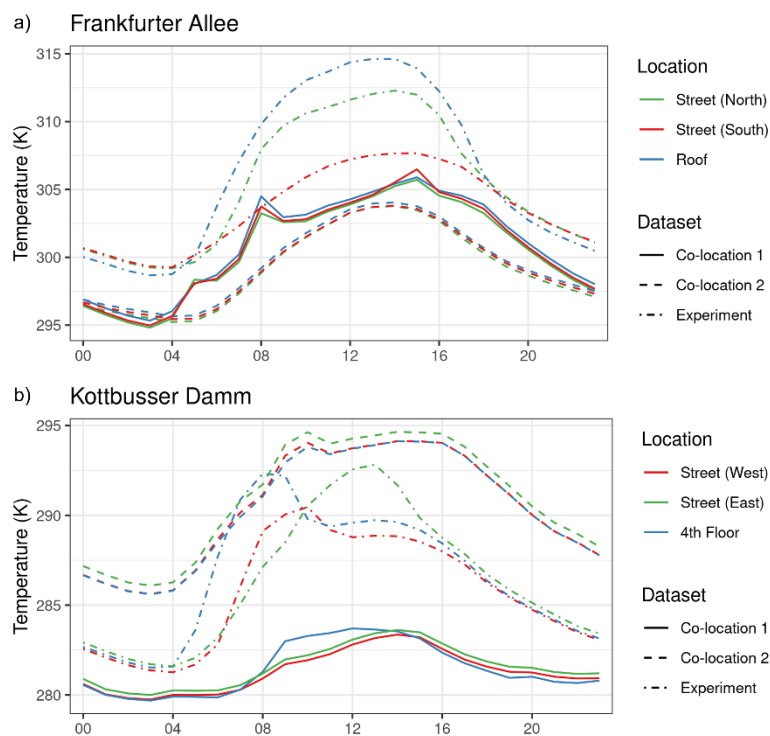 a) Frankfurter Allee
Temperature (K)
315
310
305
300
295
00 04 08 12 16 20
Location
Street (North)
Street (South)
Roof
Dataset
Co-location 1
Co-location 2
Experiment
b) Kottbusser Damm
Temperature (K)
295
290
285
280
00 04 08 12 16 20
Location
Street (West)
Street (East)
4th Floor
Dataset
Co-location 1
Co-location 2
Experiment